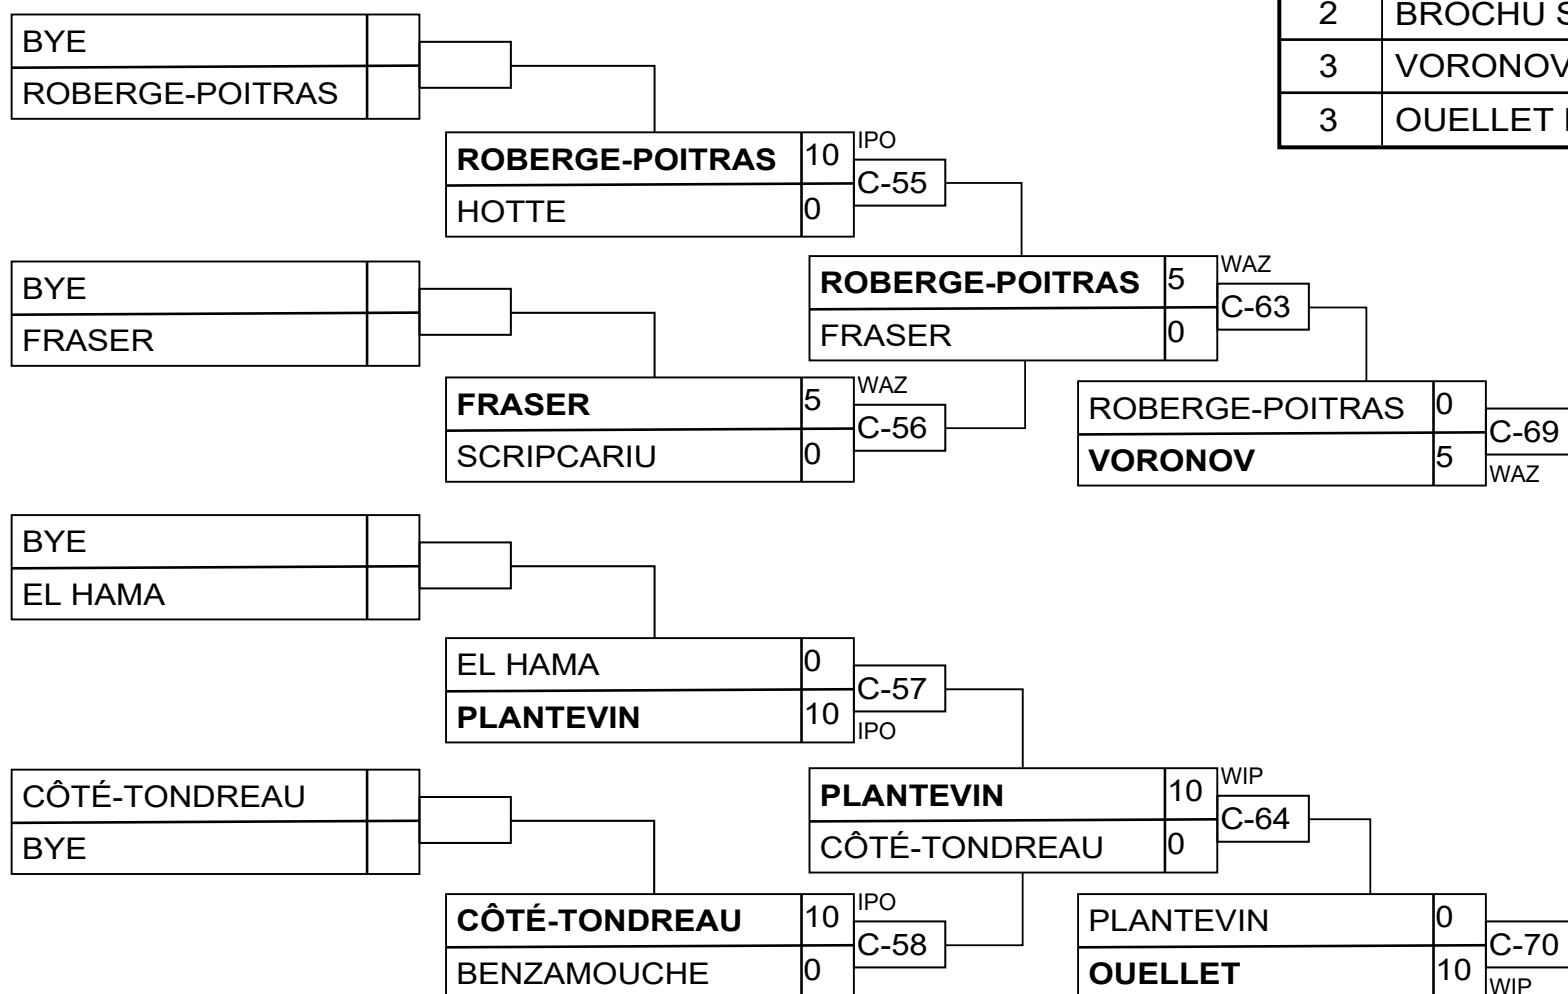 2 BROCHU S
3 VORONOV
3 OUELLET
BYE
ROBERGE-POITRAS
ROBERGE-POITRAS 10 IPO
C-55
HOTTE 0
BYE
FRASER
ROBERGE-POITRAS 5 WAZ
C-63
FRASER 0
FRASER 5 WAZ
C-56
SCRIPCARIU 0
ROBERGE-POITRAS 0
C-69
VORONOV 5 WAZ
BYE
EL HAMA
EL HAMA 0
C-57
PLANTEVIN 10 IPO
CÔTÉ-TONDREAU
BYE
PLANTEVIN 10 WIP
C-64
CÔTÉ-TONDREAU 0
CÔTÉ-TONDREAU 10 IPO
C-58
BENZAMOUCHE 0
PLANTEVIN 0
C-70
OUELLET 10 WIP